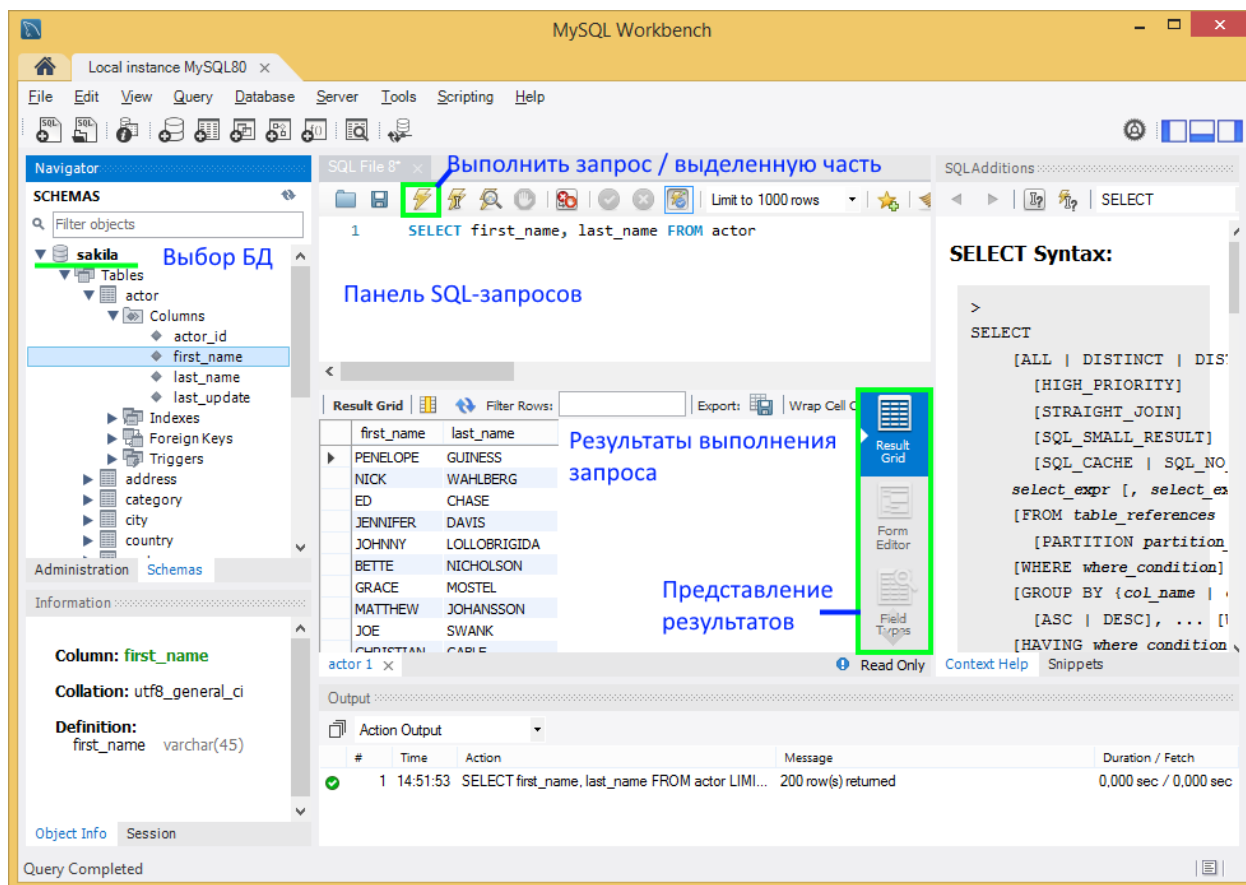 MySQL Workbench
Local instance MySQL80
File Edit View Query Database Server Tools Scripting Help
Navigator
SCHEMAS
Filter objects
sakila
Выбор БД
Tables
actor
Columns
actor_id
first_name
last_name
last_update
Indexes
Foreign Keys
Triggers
address
category
city
country
Administration Schemas
Information
Column: first_name
Collation: utf8_general_ci
Definition:
first_name varchar(45)
Object Info Session
SQL File 8*
Выполнить запрос / выделенную часть
Limit to 1000 rows
1 SELECT first_name, last_name FROM actor
Панель SQL-запросов
Result Grid Filter Rows: Export: Wrap Cell C
first_name last_name
PENELOPE GUINESS
NICK WAHLBERG
ED CHASE
JENNIFER DAVIS
JOHNNY LOLLOBRIGIDA
BETTE NICHOLSON
GRACE MOSTEL
MATTHEW JOHANSSON
JOE SWANK
CHRISTIAN GABLE
Результаты выполнения
запроса
Представление
результатов
Result
Grid
Form
Editor
Field
Types
actor 1
Read Only
SQLAdditions
SELECT
SELECT Syntax:
>
SELECT
[ALL | DISTINCT | DIS
[HIGH_PRIORITY]
[STRAIGHT_JOIN]
[SQL_SMALL_RESULT]
[SQL_CACHE | SQL_NO_
select_expr [, select_ex
[FROM table_references
[PARTITION partition_
[WHERE where_condition]
[GROUP BY {col_name |
[ASC | DESC], ... [
[HAVING where_condition
Context Help Snippets
Output
Action Output
# Time Action Message Duration / Fetch
1 14:51:53 SELECT first_name, last_name FROM actor LIMI... 200 row(s) returned 0,000 sec / 0,000 sec
Query Completed